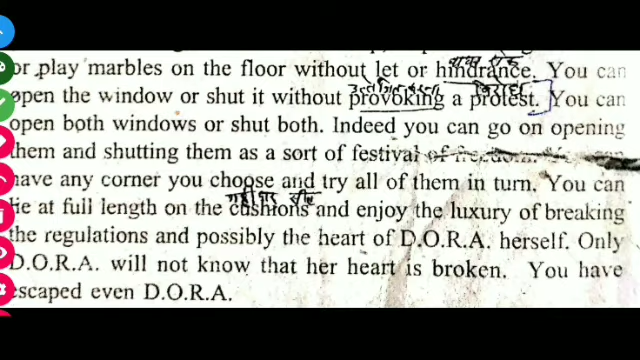 or play marbles on the floor without let or hindrance. You can
open the window or shut it without provoking a protest. You can
open both windows or shut both. Indeed you can go on opening
them and shutting them as a sort of festival of freedom. You can
have any corner you choose and try all of them in turn. You can
lie at full length on the cushions and enjoy the luxury of breaking
the regulations and possibly the heart of D.O.R.A. herself. Only
D.O.R.A. will not know that her heart is broken. You have
escaped even D.O.R.A.